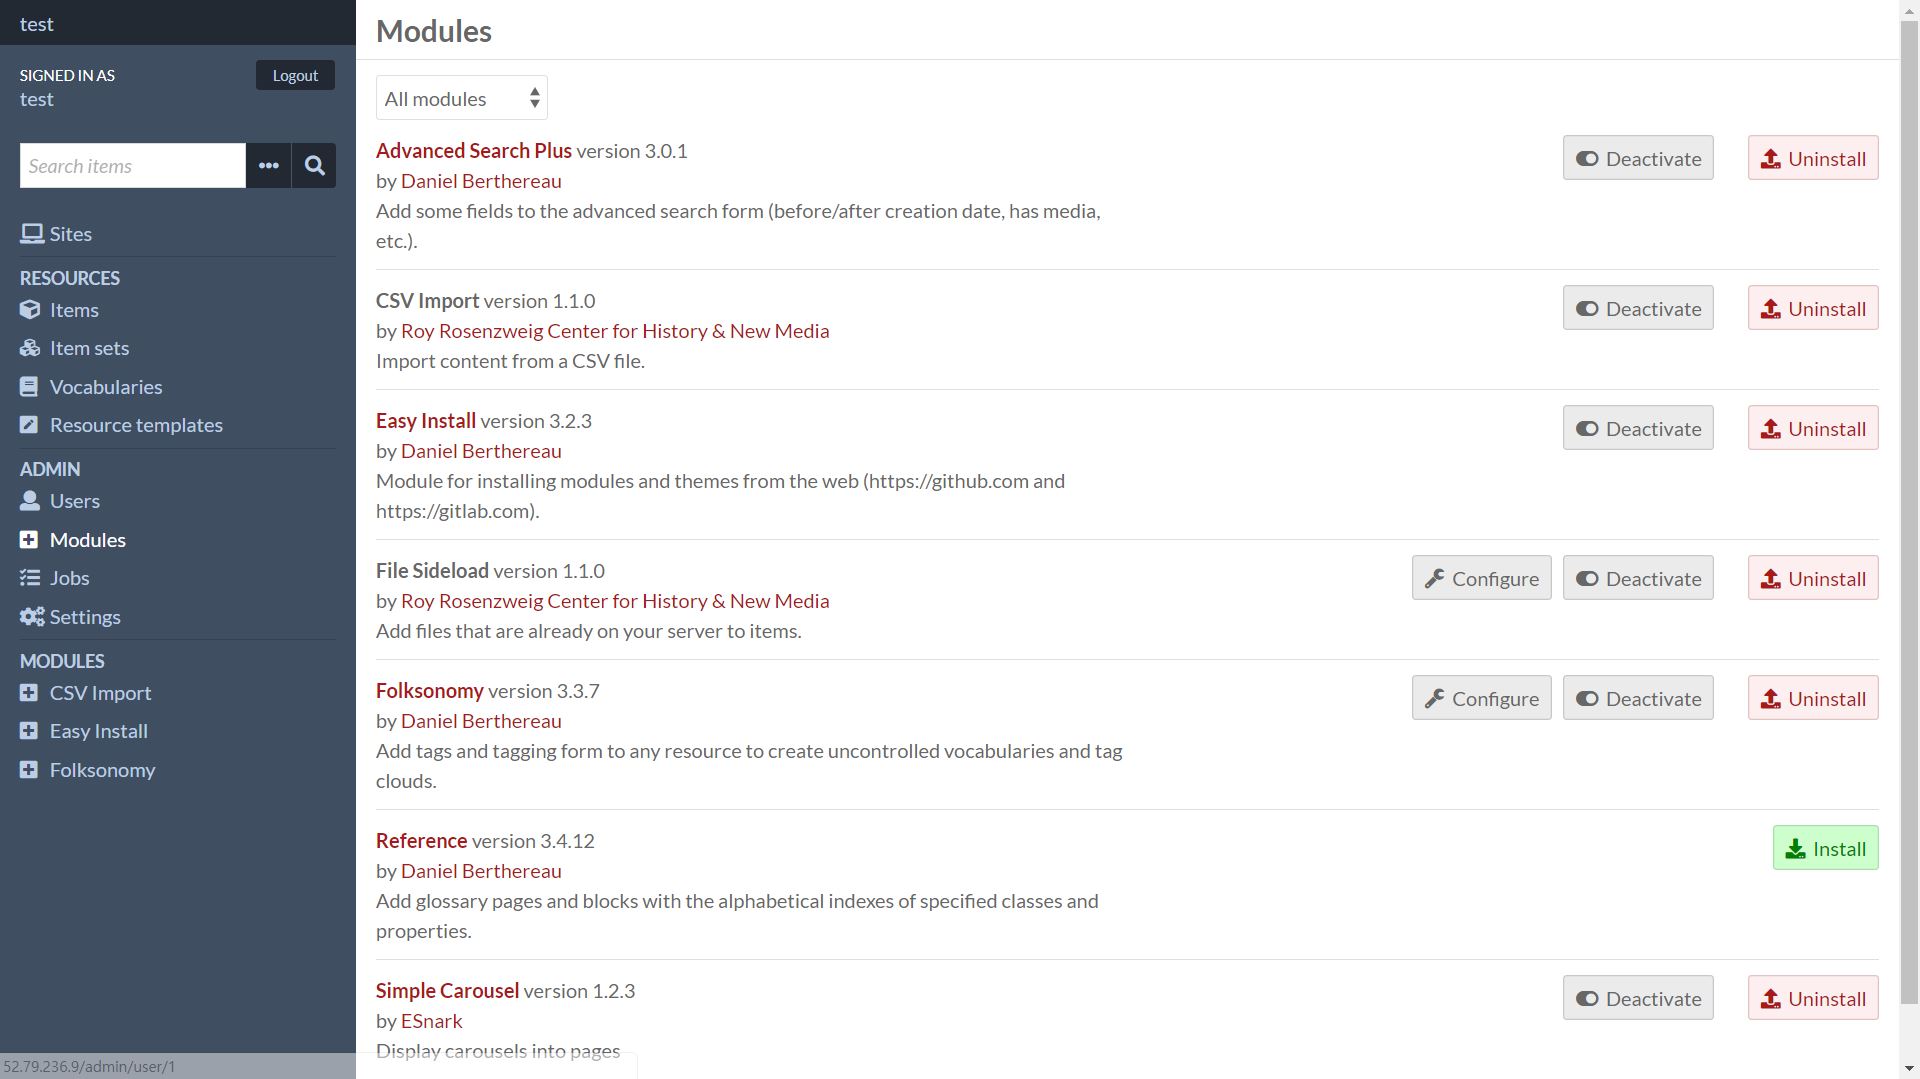 test
SIGNED IN AS
Logout
test
Search items
Sites
RESOURCES
Items
Item sets
Vocabularies
Resource templates
ADMIN
Users
Modules
Jobs
Settings
MODULES
CSV Import
Easy Install
Folksonomy
52.79.236.9/admin/user/1
Modules
All modules
Advanced Search Plus version 3.0.1
by Daniel Berthereau
Add some fields to the advanced search form (before/after creation date, has media,
etc.).
Deactivate
Uninstall
CSV Import version 1.1.0
by Roy Rosenzweig Center for History & New Media
Import content from a CSV file.
Deactivate
Uninstall
Easy Install version 3.2.3
by Daniel Berthereau
Module for installing modules and themes from the web (https://github.com and
https://gitlab.com).
Deactivate
Uninstall
File Sideload version 1.1.0
by Roy Rosenzweig Center for History & New Media
Add files that are already on your server to items.
Configure
Deactivate
Uninstall
Folksonomy version 3.3.7
by Daniel Berthereau
Add tags and tagging form to any resource to create uncontrolled vocabularies and tag
clouds.
Configure
Deactivate
Uninstall
Reference version 3.4.12
by Daniel Berthereau
Add glossary pages and blocks with the alphabetical indexes of specified classes and
properties.
Install
Simple Carousel version 1.2.3
by ESnark
Display carousels into pages
Deactivate
Uninstall